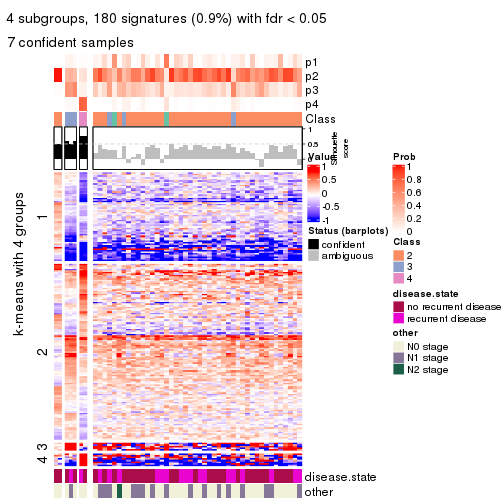 4 subgroups, 180 signatures (0.9%) with fdr < 0.05
7 confident samples
p1
p2
p3
p4
Class
1
0.5
0
Silhouette
score
k-means with 4 groups
1
2
3
4
disease.state
other
Value
1
0.5
0
-0.5
-1
Status (barplots)
confident
ambiguous
Prob
1
0.8
0.6
0.4
0.2
0
Class
2
3
4
disease.state
no recurrent disease
recurrent disease
other
N0 stage
N1 stage
N2 stage